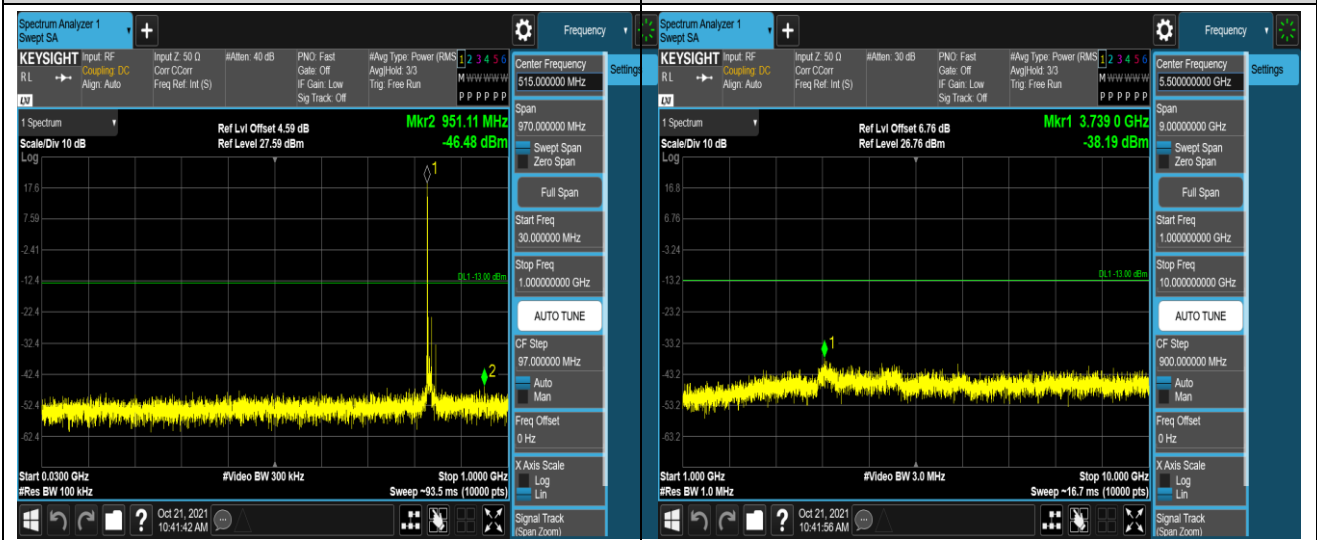 Spectrum Analyzer 1
Swept SA
+
Frequency
KEYSIGHT
Input: RF
Input Z: 50 Ω
#Atten: 40 dB
PNO: Fast
#Avg Type: Power (RMS
1 2 3 4 5 6
RL
Coupling: DC
Corr CCorr
Gate: Off
Avg|Hold: 3/3
M W W W W W
Align: Auto
Freq Ref: Int (S)
IF Gain: Low
Trig: Free Run
Sig Track: Off
P P P P P P
LXI
1 Spectrum
Scale/Div 10 dB
Log
Ref Lvl Offset 4.59 dB
Ref Level 27.59 dBm
Mkr2 951.11 MHz
-46.48 dBm
17.6
7.59
-2.41
-12.4
-22.4
-32.4
-42.4
-52.4
-62.4
1
DL1 -13.00 dBm
2
Start 0.0300 GHz
#Video BW 300 kHz
Stop 1.0000 GHz
#Res BW 100 kHz
Sweep ~93.5 ms (10000 pts)
?
Oct 21, 2021
10:41:42 AM
Settings
Center Frequency
515.000000 MHz
Span
970.000000 MHz
Swept Span
Zero Span
Full Span
Start Freq
30.000000 MHz
Stop Freq
1.000000000 GHz
AUTO TUNE
CF Step
97.000000 MHz
Auto
Man
Freq Offset
0 Hz
X Axis Scale
Log
Lin
Signal Track
(Span Zoom)
Spectrum Analyzer 1
Swept SA
+
Frequency
KEYSIGHT
Input: RF
Input Z: 50 Ω
#Atten: 30 dB
PNO: Fast
#Avg Type: Power (RMS
1 2 3 4 5 6
RL
Coupling: DC
Corr CCorr
Gate: Off
Avg|Hold: 3/3
M W W W W W
Align: Auto
Freq Ref: Int (S)
IF Gain: Low
Trig: Free Run
Sig Track: Off
P P P P P P
LXI
1 Spectrum
Scale/Div 10 dB
Log
Ref Lvl Offset 6.76 dB
Ref Level 26.76 dBm
Mkr1 3.739 0 GHz
-38.19 dBm
16.8
6.76
-3.24
-13.2
-23.2
-33.2
-43.2
-53.2
-63.2
DL1 -13.00 dBm
1
Start 1.000 GHz
#Video BW 3.0 MHz
Stop 10.000 GHz
#Res BW 1.0 MHz
Sweep ~16.7 ms (10000 pts)
?
Oct 21, 2021
10:41:56 AM
Settings
Center Frequency
5.500000000 GHz
Span
9.00000000 GHz
Swept Span
Zero Span
Full Span
Start Freq
1.000000000 GHz
Stop Freq
10.000000000 GHz
AUTO TUNE
CF Step
900.000000 MHz
Auto
Man
Freq Offset
0 Hz
X Axis Scale
Log
Lin
Signal Track
(Span Zoom)